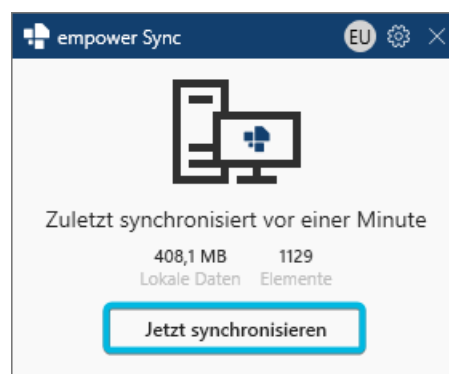 empower Sync EU
Zuletzt synchronisiert vor einer Minute
408,1 MB 1129
Lokale Daten Elemente
Jetzt synchronisieren